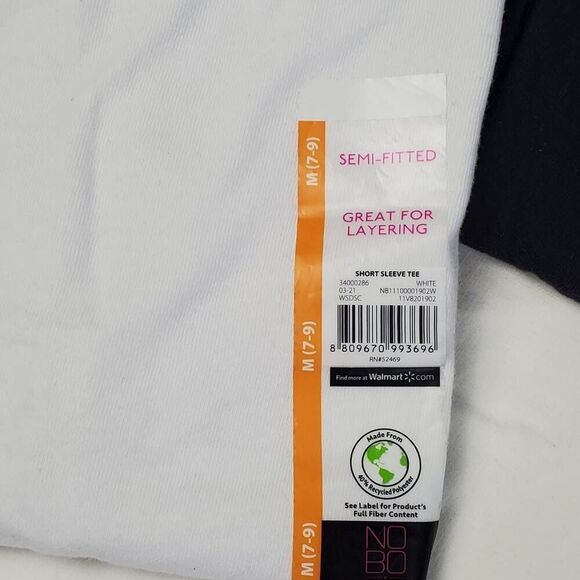 M (7-9)
SEMI-FITTED
GREAT FOR
LAYERING
SHORT SLEEVE TEE
34000286 WHITE
03-21 NB11100001902W
WSDSC 11V8201902
M (7-9)
8 809670 993696
RN#52469
Find more at Walmart com
Made From
40% Recycled Polyester
See Label for Product's
Full Fiber Content
M (7-9)
NO
BO